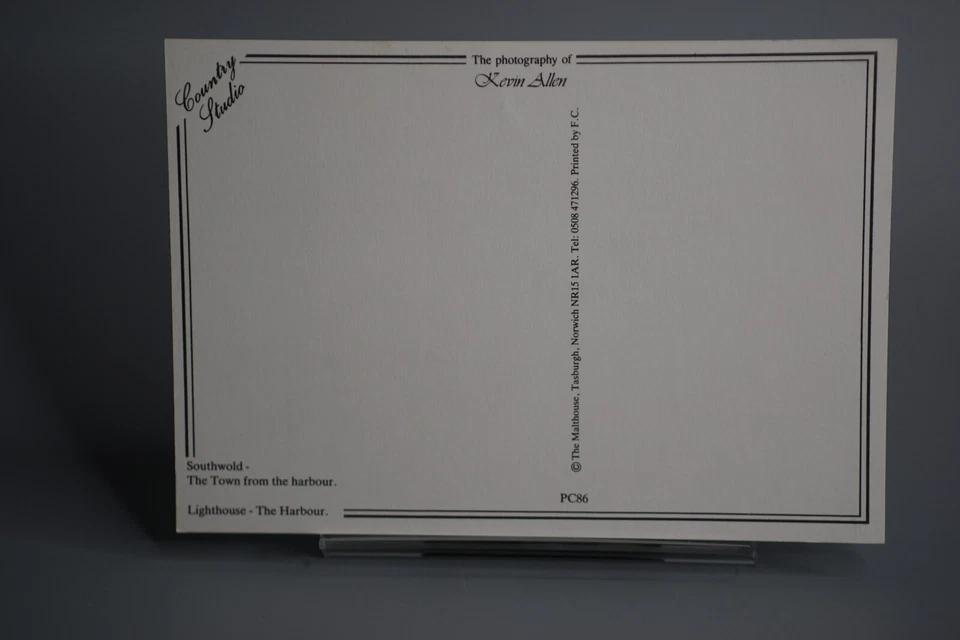 Country
Studio
The photography of
Kevin Allen
© The Malthouse, Tasburgh, Norwich NR15 1AR. Tel: 0508 471296. Printed by F.C.
Southwold -
The Town from the harbour.
Lighthouse - The Harbour.
PC86